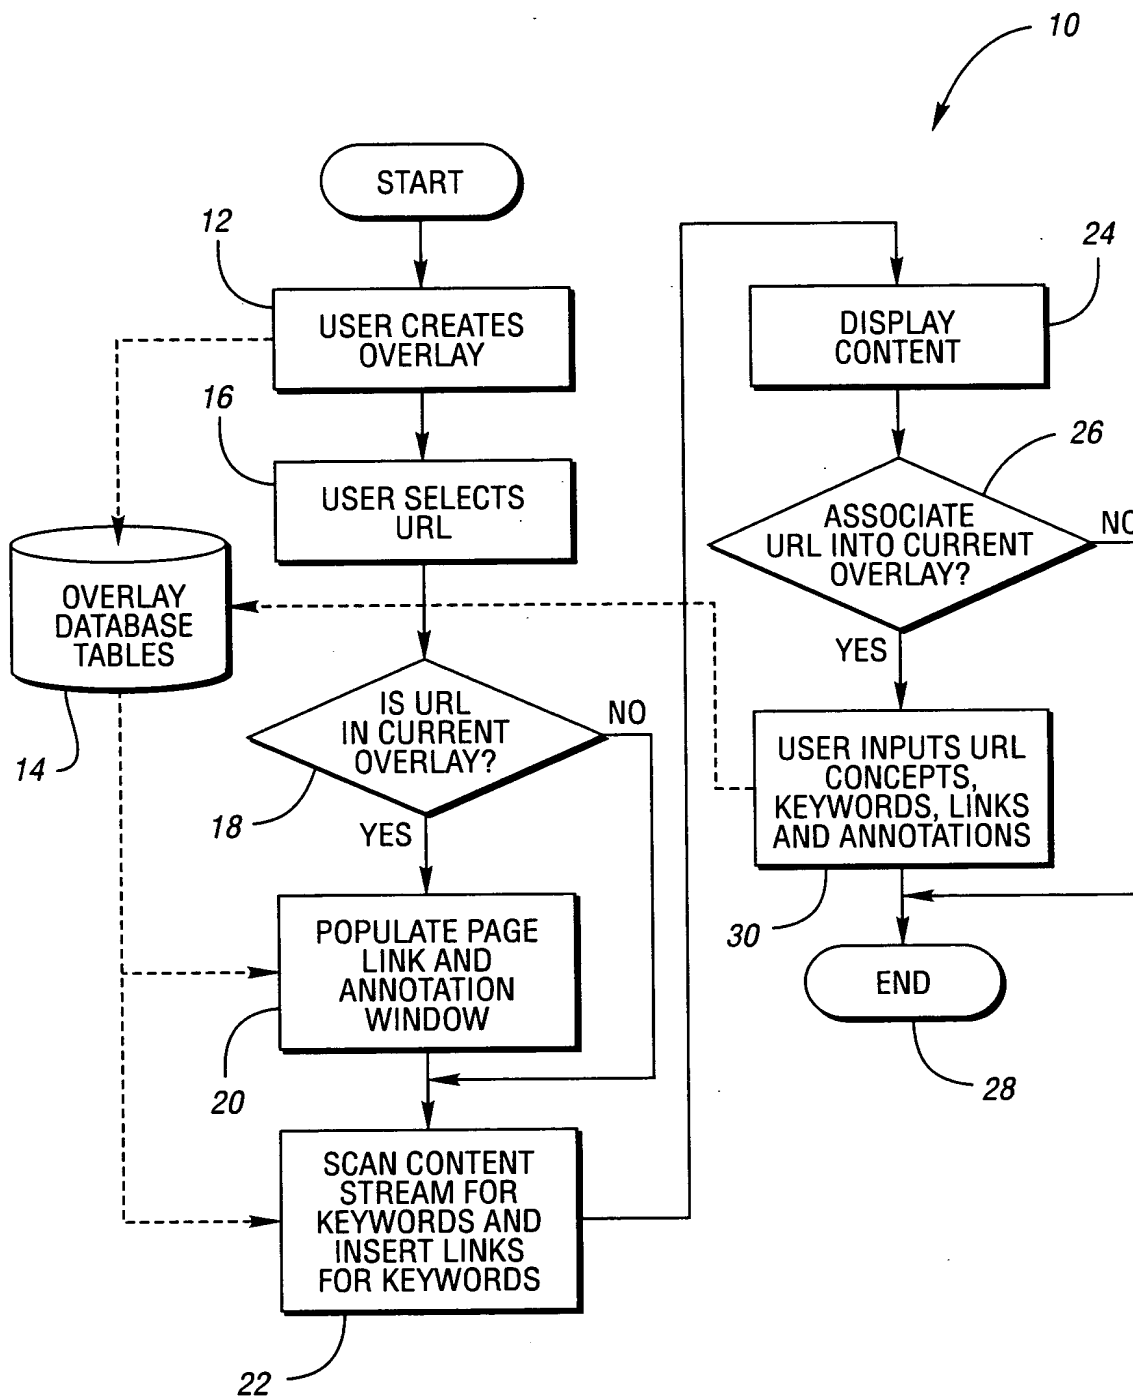 10
START
12
USER CREATES
OVERLAY
16
USER SELECTS
URL
OVERLAY
DATABASE
TABLES
14
IS URL
IN CURRENT
OVERLAY?
NO
18
YES
POPULATE PAGE
LINK AND
ANNOTATION
WINDOW
20
SCAN CONTENT
STREAM FOR
KEYWORDS AND
INSERT LINKS
FOR KEYWORDS
22
24
DISPLAY
CONTENT
26
ASSOCIATE
URL INTO CURRENT
OVERLAY?
NO
YES
USER INPUTS URL
CONCEPTS,
KEYWORDS, LINKS
AND ANNOTATIONS
30
END
28